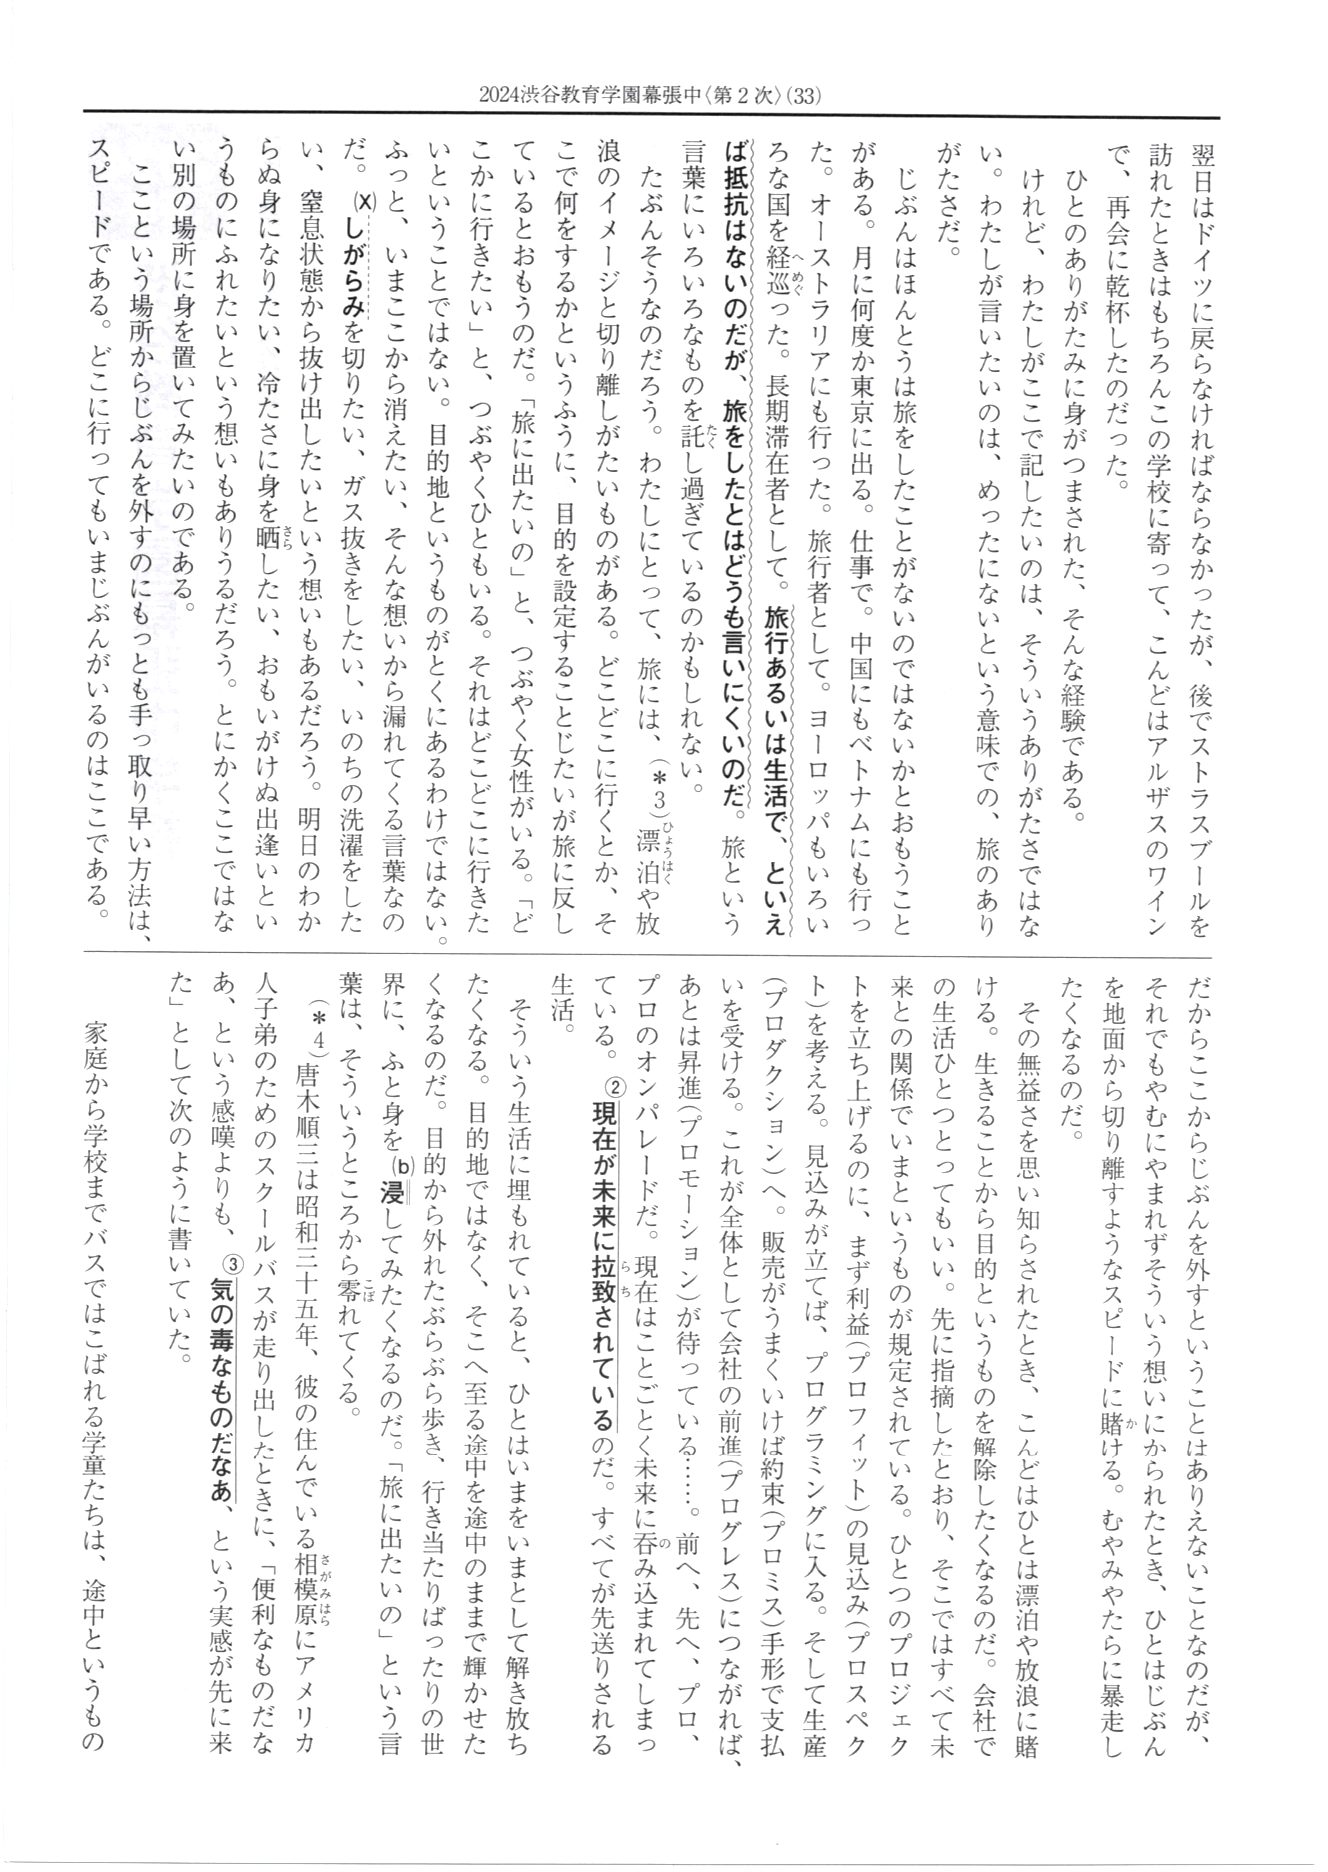 2024渋谷教育学園幕張中〈第２次〉(33)
翌日はドイツに戻らなければならなかったが、後でストラスブールを
訪れたときはもちろんこの学校に寄って、こんどはアルザスのワイン
で、再会に乾杯したのだった。
ひとのありがたみに身がつまされた、そんな経験である。
けれど、わたしがここで記したいのは、そういうありがたさではな
い。わたしが言いたいのは、めったにないという意味での、旅のあり
がたさだ。
じぶんはほんとうは旅をしたことがないのではないかとおもうこと
がある。月に何度か東京に出る。仕事で。中国にもベトナムにも行っ
た。オーストラリアにも行った。旅行者として。ヨーロッパもいろい
ろな国を経巡へめぐった。長期滞在者として。旅行あるいは生活で、といえ
ば抵抗はないのだが、旅をしたとはどうも言いにくいのだ。旅という
言葉にいろいろなものを託たくし過ぎているのかもしれない。
たぶんそうなのだろう。わたしにとって、旅には、(＊3)漂泊ひょうはくや放
浪のイメージと切り離しがたいものがある。どこどこに行くとか、そ
こで何をするかというふうに、目的を設定することじたいが旅に反し
ているとおもうのだ。「旅に出たいの」と、つぶやく女性がいる。「ど
こかに行きたい」と、つぶやくひともいる。それはどこどこに行きた
いということではない。目的地というものがとくにあるわけではない。
ふっと、いまここから消えたい、そんな想いから漏れてくる言葉なの
だ。(X)しがらみを切りたい、ガス抜きをしたい、いのちの洗濯をした
い、窒息状態から抜け出したいという想いもあるだろう。明日のわか
らぬ身になりたい、冷たさに身を晒さらしたい、おもいがけぬ出逢いとい
うものにふれたいという想いもありうるだろう。とにかくここではな
い別の場所に身を置いてみたいのである。
ここという場所からじぶんを外すのにもっとも手っ取り早い方法は、
スピードである。どこに行ってもいまじぶんがいるのはここである。
だからここからじぶんを外すということはありえないことなのだが、
それでもやむにやまれずそういう想いにかられたとき、ひとはじぶん
を地面から切り離すようなスピードに賭かける。むやみやたらに暴走し
たくなるのだ。
その無益さを思い知らされたとき、こんどはひとは漂泊や放浪に賭
ける。生きることから目的というものを解除したくなるのだ。会社で
の生活ひとつとってもいい。先に指摘したとおり、そこではすべて未
来との関係でいまというものが規定されている。ひとつのプロジェク
トを立ち上げるのに、まず利益(プロフィット)の見込み(プロスペク
ト)を考える。見込みが立てば、プログラミングに入る。そして生産
(プロダクション)へ。販売がうまくいけば約束(プロミス)手形で支払
いを受ける。これが全体として会社の前進(プログレス)につながれば、
あとは昇進(プロモーション)が待っている……。前へ、先へ、プロ、
プロのオンパレードだ。現在はことごとく未来に呑のみ込まれてしまっ
ている。②現在が未来に拉致らちされているのだ。すべてが先送りされる
生活。
そういう生活に埋もれていると、ひとはいまをいまとして解き放ち
たくなる。目的地ではなく、そこへ至る途中を途中のままで輝かせた
くなるのだ。目的から外れたぶらぶら歩き、行き当たりばったりの世
界に、ふと身を(b)浸してみたくなるのだ。「旅に出たいの」という言
葉は、そういうところから零こぼれてくる。
(＊4)唐木順三は昭和三十五年、彼の住んでいる相模原さがみはらにアメリカ
人子弟のためのスクールバスが走り出したときに、「便利なものだな
あ、という感嘆よりも、③気の毒なものだなあ、という実感が先に来
た」として次のように書いていた。
家庭から学校までバスではこばれる学童たちは、途中というもの